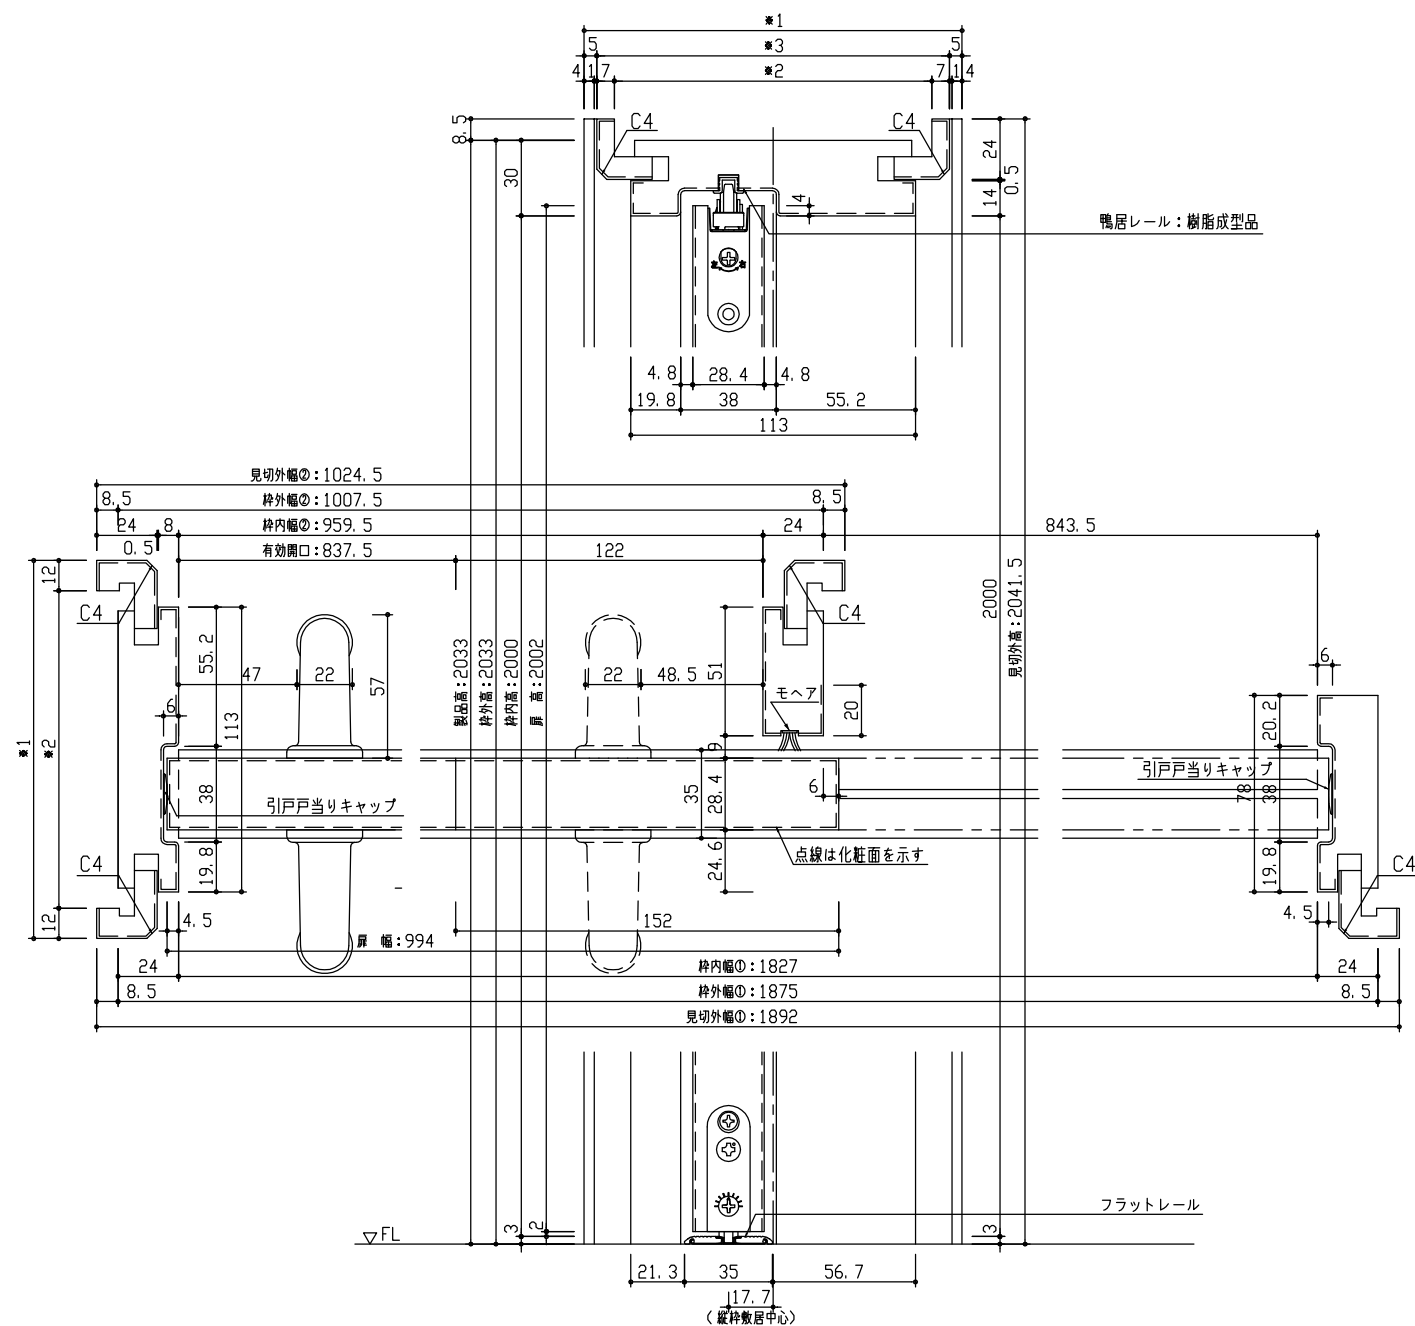 ※1
5 ※3 5
4 1 7 ※2 7 1 4
8.5
C4 C4
24
0.5
30
14
4
鴨居レール：樹脂成型品
4.8 28.4 4.8
19.8 38 55.2
113
見切外幅②：1024.5
8.5 枠外幅②：1007.5 8.5
24 8 枠内幅②：959.5 24 843.5
0.5 有効開口：837.5 122
12
C4 C4
製品高：2033
枠外高：2033
枠内高：2000
扉 高：2002
2000
見切外高：2041.5
55.2
113
47 22 57
22 48.5
51
モヘア
20
6
6
20.2
※1
※2
9
引戸戸当りキャップ
38
引戸戸当りキャップ
35
28.4
6
78
38
点線は化粧面を示す
C4
19.8
24.6
19.8
C4
12
4.5
152
4.5
扉 幅：994
24 枠内幅①：1827 24
8.5 枠外幅①：1875 8.5
見切外幅①：1892
フラットレール
▽FL
3
2
3
21.3 35 56.7
17.7
（縦枠敷居中心）